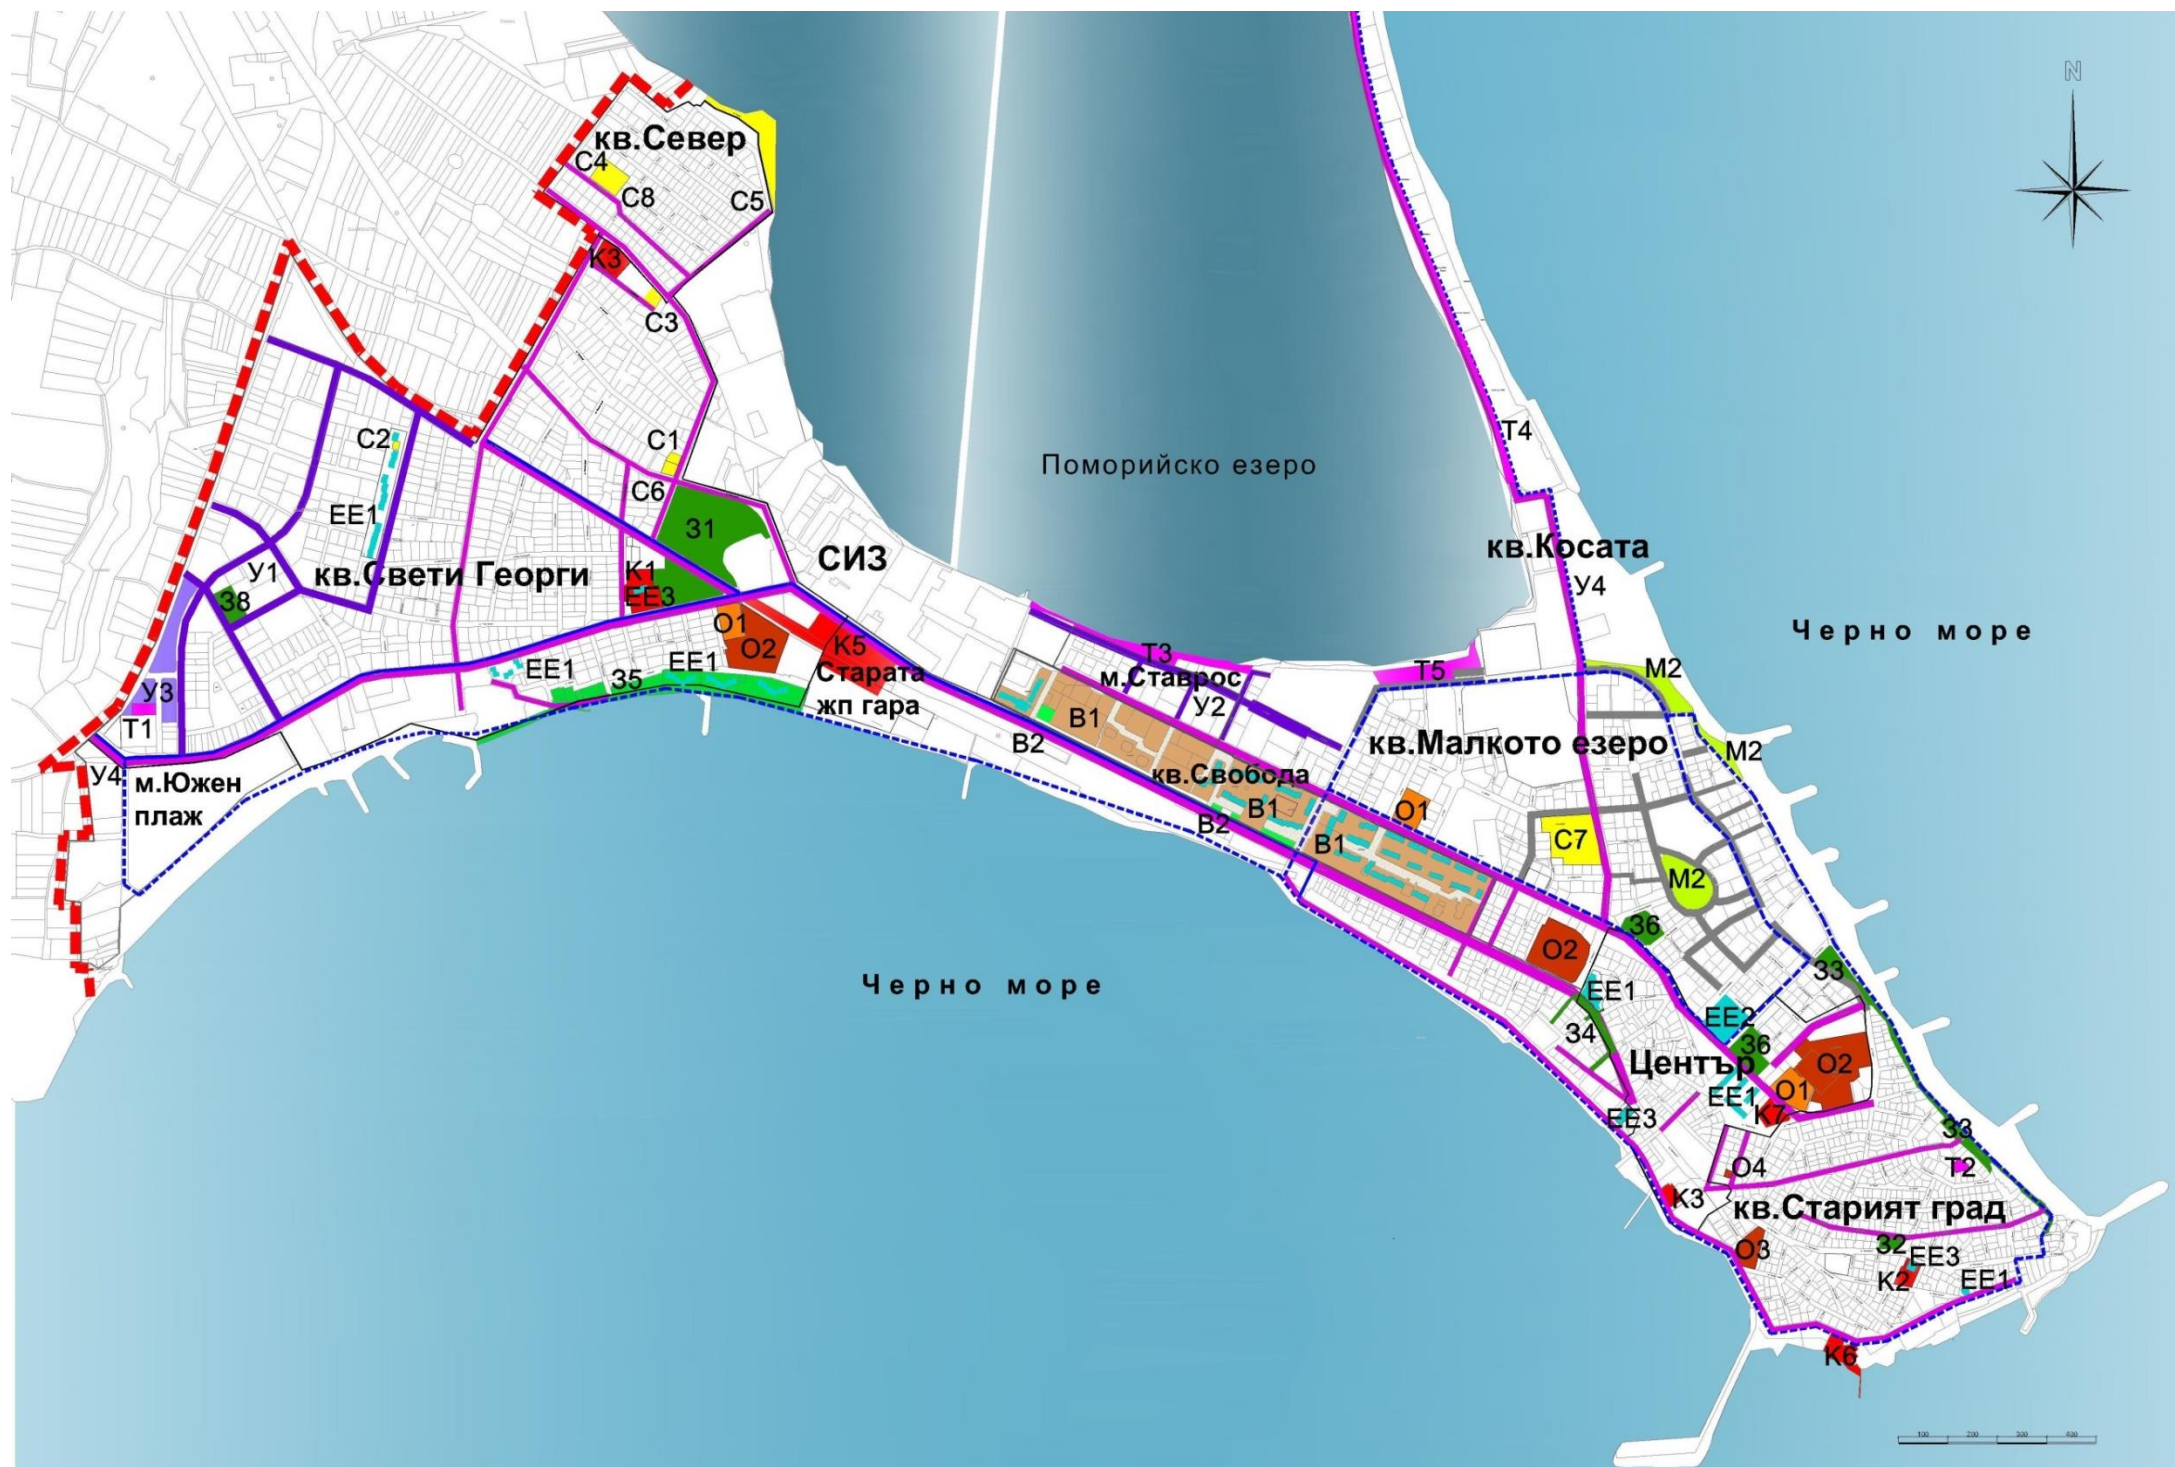 N
кв.Север
С4
С8
С5
К3
С3
С2
С1
Т4
Поморийско езеро
С6
ЕЕ1
З1
кв.Косата
СИЗ
У1
кв.Свети Георги
К1
У4
З8
ЕЕ3
О1
Черно море
К5
О2
Т3
ЕЕ1
ЕЕ1
Старата
жп гара
З5
м.Ставрос
Т5
М2
У3
У2
Т1
В1
В2
кв.Малкото езеро
М2
У4
м.Южен
плаж
кв.Свобода
В1
О1
В2
В1
С7
М2
З6
О2
З3
Черно море
ЕЕ1
ЕЕ2
З4
З6
Център
О2
О1
ЕЕ1
К7
ЕЕ3
З3
О4
Т2
К3
кв.Старият град
О3
З2
ЕЕ3
К2
ЕЕ1
К6
100 200 300 400